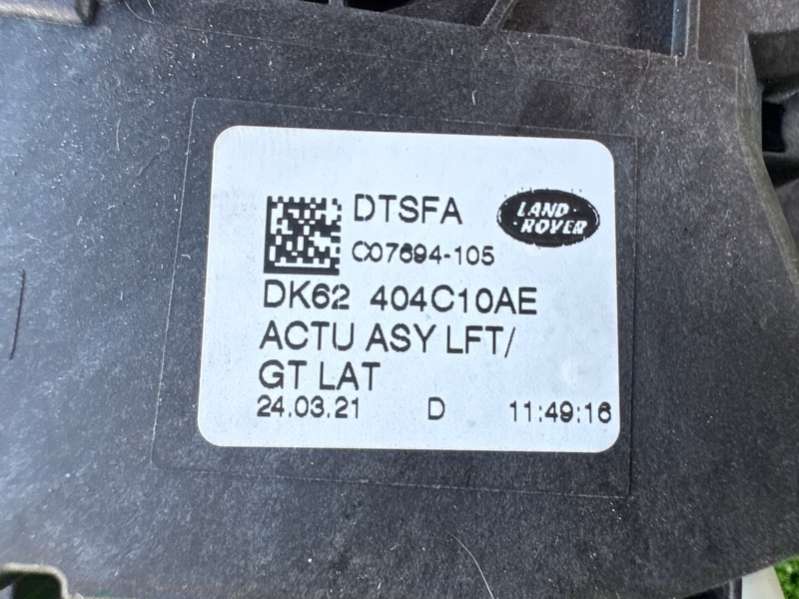 DTSFA
LAND-
-ROVER
C07694-105
DK62 404C10AE
ACTU ASY LFT/
GT LAT
24.03.21 D 11:49:16